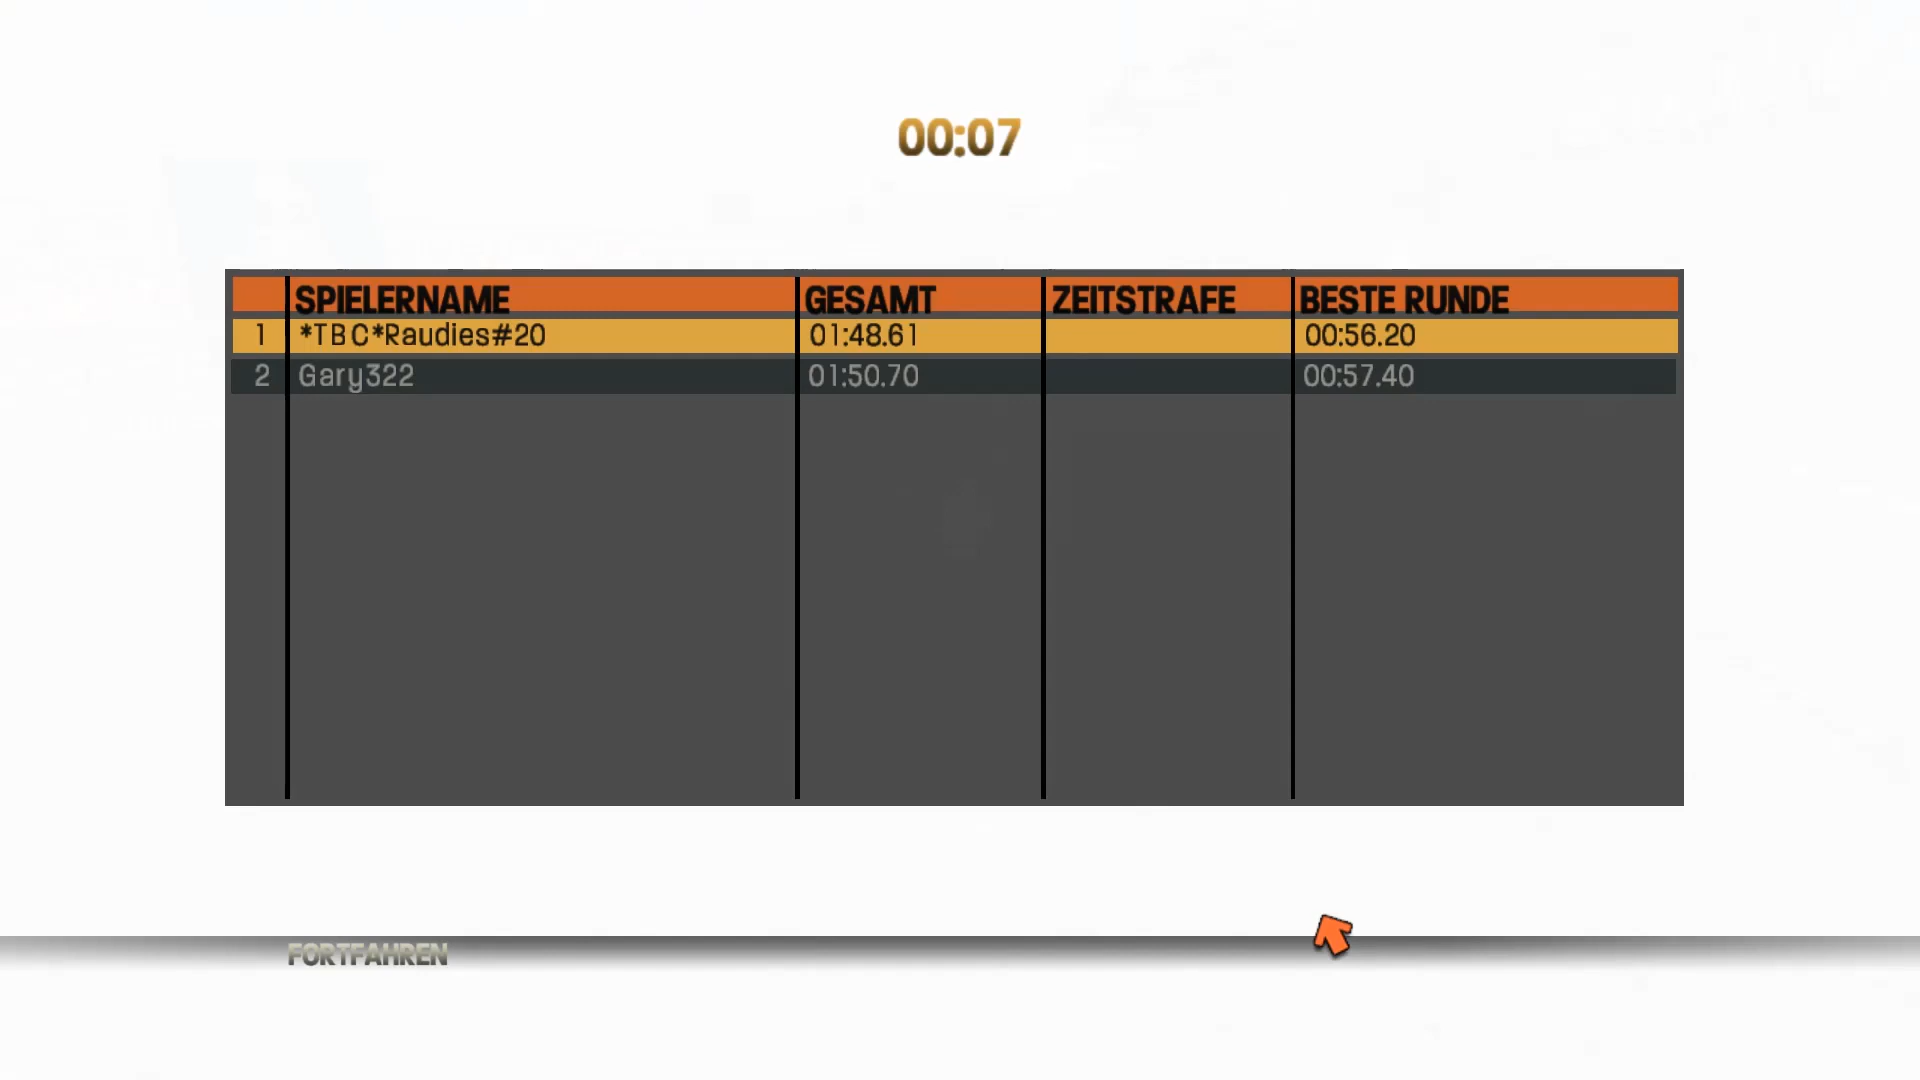 00:07
SPIELERNAME GESAMT ZEITSTRAFE BESTE RUNDE
1 *TBC*Raudies#20 01:48.61 00:56.20
2 Gary322 01:50.70 00:57.40
FORTFAHREN